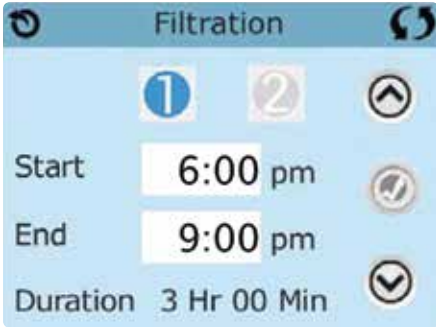 Filtration
1 2
Start 6:00 pm
End 9:00 pm
Duration 3 Hr 00 Min